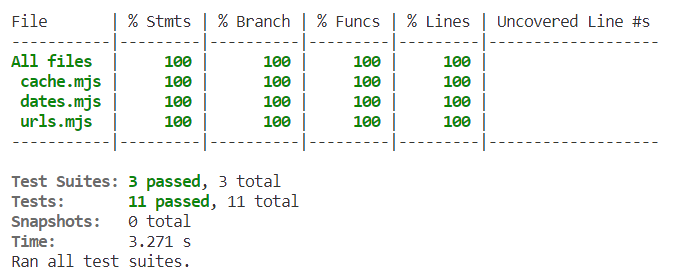 File       | % Stmts | % Branch | % Funcs | % Lines | Uncovered Line #s
-----------|---------|----------|---------|---------|-------------------
All files  |     100 |      100 |     100 |     100 |
 cache.mjs |     100 |      100 |     100 |     100 |
 dates.mjs |     100 |      100 |     100 |     100 |
 urls.mjs  |     100 |      100 |     100 |     100 |
-----------|---------|----------|---------|---------|-------------------
Test Suites: 3 passed, 3 total
Tests:       11 passed, 11 total
Snapshots:   0 total
Time:        3.271 s
Ran all test suites.